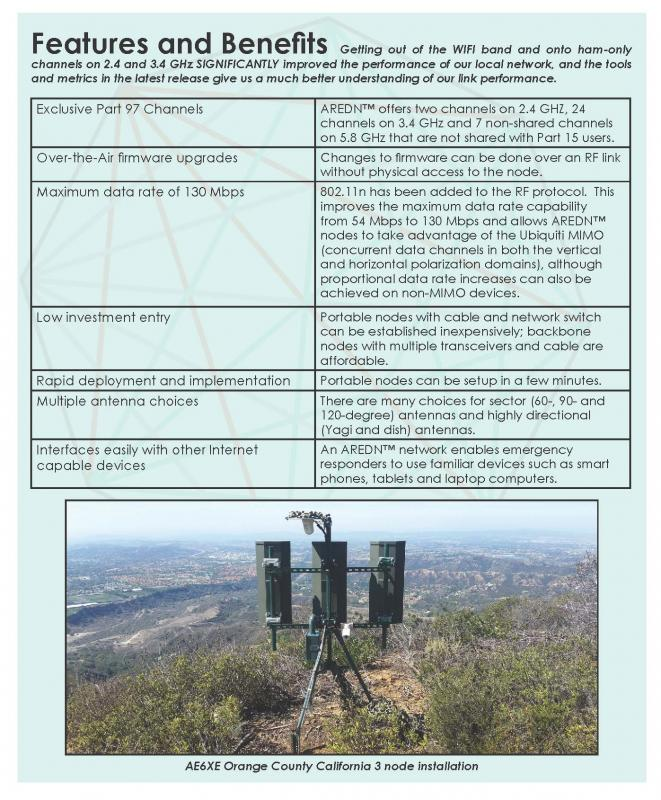 Features and Benefits Getting out of the WIFI band and onto ham-only
channels on 2.4 and 3.4 GHz SIGNIFICANTLY improved the performance of our local network, and the tools
and metrics in the latest release give us a much better understanding of our link performance.
Exclusive Part 97 Channels
AREDN™ offers two channels on 2.4 GHZ, 24
channels on 3.4 GHz and 7 non-shared channels
on 5.8 GHz that are not shared with Part 15 users.
Over-the-Air firmware upgrades
Changes to firmware can be done over an RF link
without physical access to the node.
Maximum data rate of 130 Mbps
802.11n has been added to the RF protocol. This
improves the maximum data rate capability
from 54 Mbps to 130 Mbps and allows AREDN™
nodes to take advantage of the Ubiquiti MIMO
(concurrent data channels in both the vertical
and horizontal polarization domains), although
proportional data rate increases can also be
achieved on non-MIMO devices.
Low investment entry
Portable nodes with cable and network switch
can be established inexpensively; backbone
nodes with multiple transceivers and cable are
affordable.
Rapid deployment and implementation
Portable nodes can be setup in a few minutes.
Multiple antenna choices
There are many choices for sector (60-, 90- and
120-degree) antennas and highly directional
(Yagi and dish) antennas.
Interfaces easily with other Internet
capable devices
An AREDN™ network enables emergency
responders to use familiar devices such as smart
phones, tablets and laptop computers.
AE6XE Orange County California 3 node installation